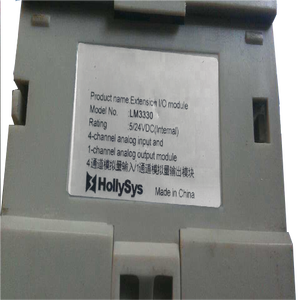 Product name:Extension I/O module
Model No. :LM3330
Rating :5/24VDC(Internal)
4-channel analog input and
1-channel analog output module
4通道模拟量输入/1通道模拟量输出模块
HollySys Made in China